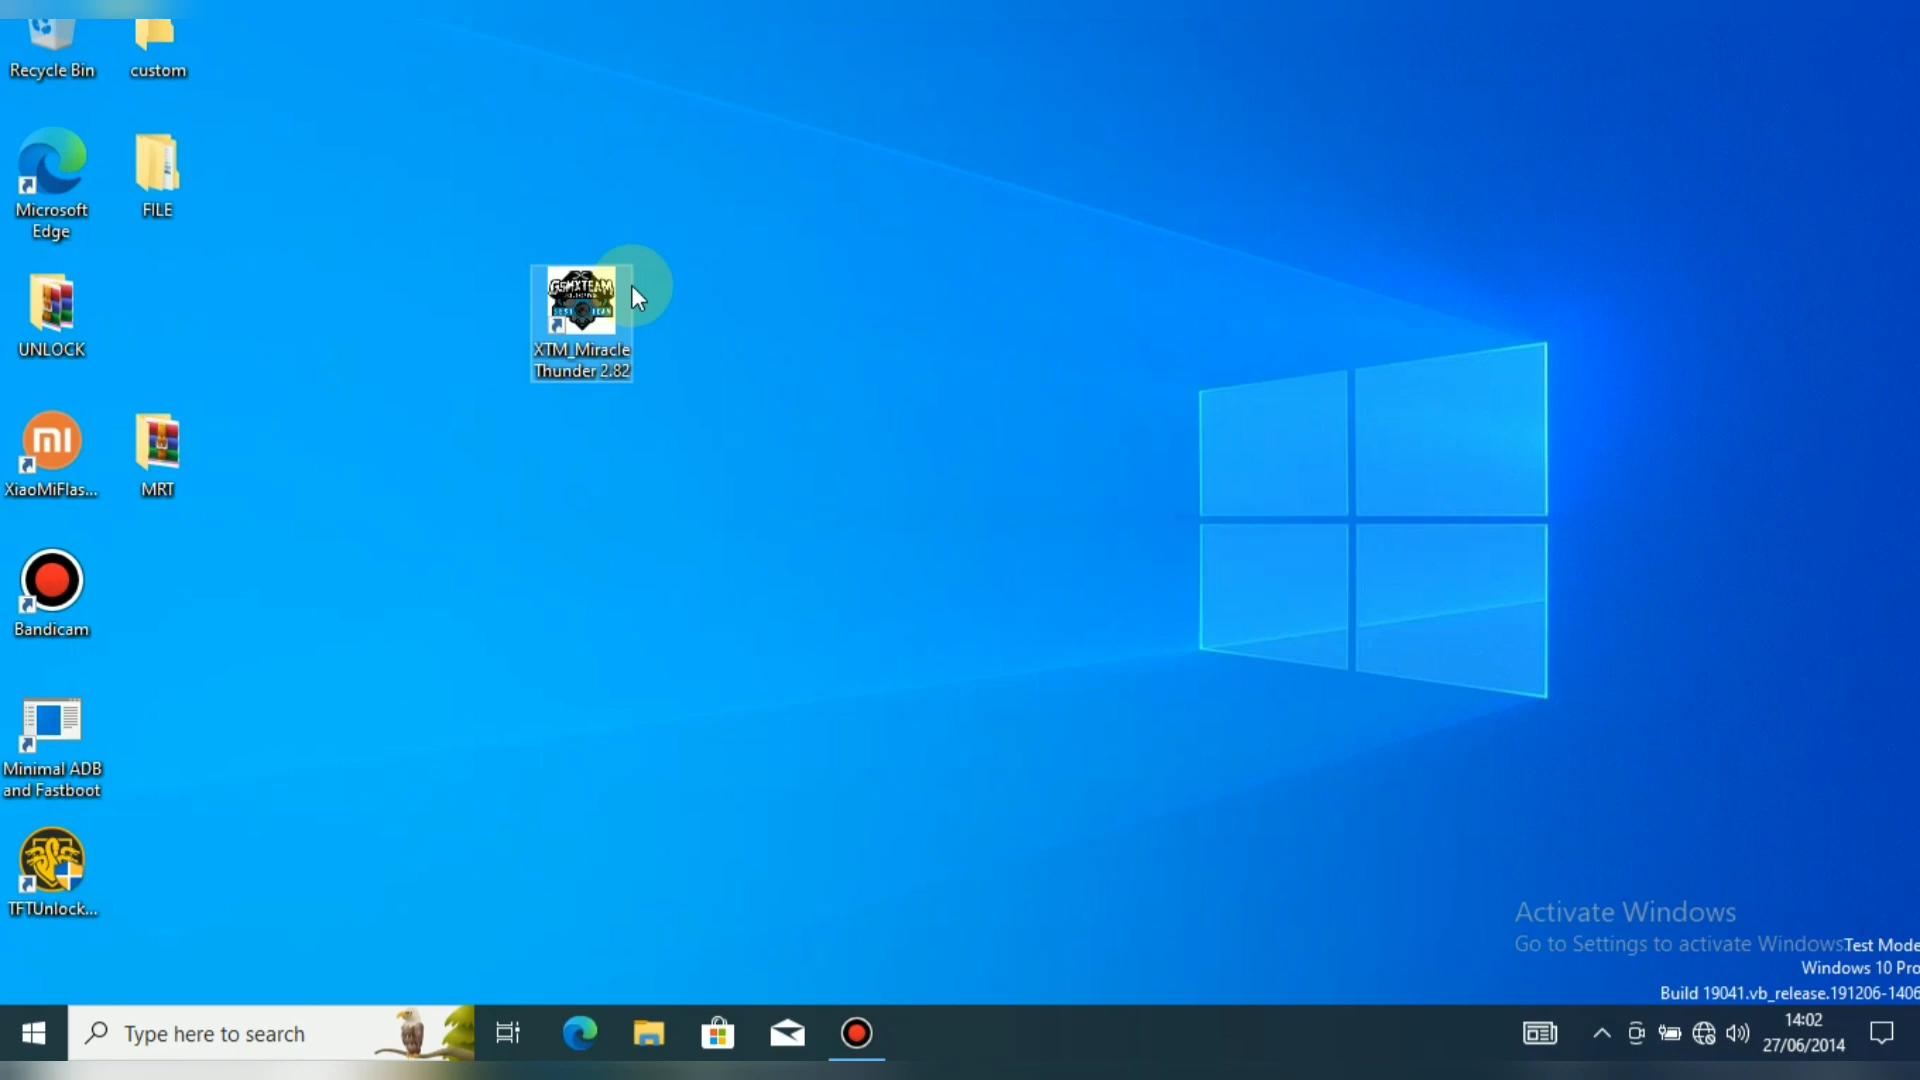 Recycle Bin
custom
Microsoft
Edge
FILE
UNLOCK
GSMXTEAM
XTM_Miracle
Thunder 2.82
XiaoMiFlas...
MRT
Bandicam
Minimal ADB
and Fastboot
TFTUnlock...
Activate Windows
Go to Settings to activate Windows.
Test Mode
Windows 10 Pro
Build 19041.vb_release.191206-1406
Type here to search
14:02
27/06/2014